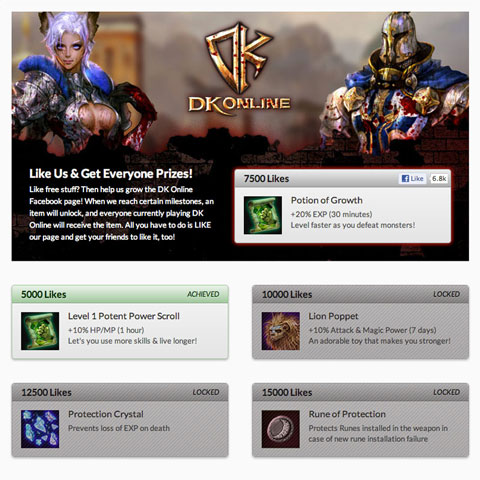 DK
DK ONLINE
Like Us & Get Everyone Prizes!
Like free stuff? Then help us grow the DK Online
Facebook page! When we reach certain milestones, an
item will unlock, and everyone currently playing DK
Online will receive the item. All you have to do is LIKE
our page and get your friends to like it, too!
7500 Likes
f Like
6.8k
Potion of Growth
+20% EXP (30 minutes)
Level faster as you defeat monsters!
5000 Likes
ACHIEVED
Level 1 Potent Power Scroll
+10% HP/MP (1 hour)
Let's you use more skills & live longer!
10000 Likes
LOCKED
Lion Poppet
+10% Attack & Magic Power (7 days)
An adorable toy that makes you stronger!
12500 Likes
LOCKED
Protection Crystal
Prevents loss of EXP on death
15000 Likes
LOCKED
Rune of Protection
Protects Runes installed in the weapon in
case of new rune installation failure